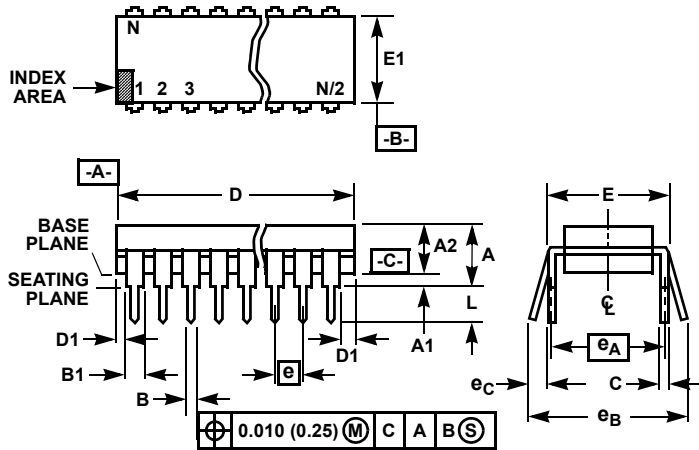 N
E1
INDEX
AREA
1 2 3 N/2
-B-
-A-
D
E
BASE
PLANE
A2
A
-C-
SEATING
PLANE
L
C
L
D1
A1
D1
eA
B1
e
eC
C
B
eB
0.010 (0.25) M C A B S